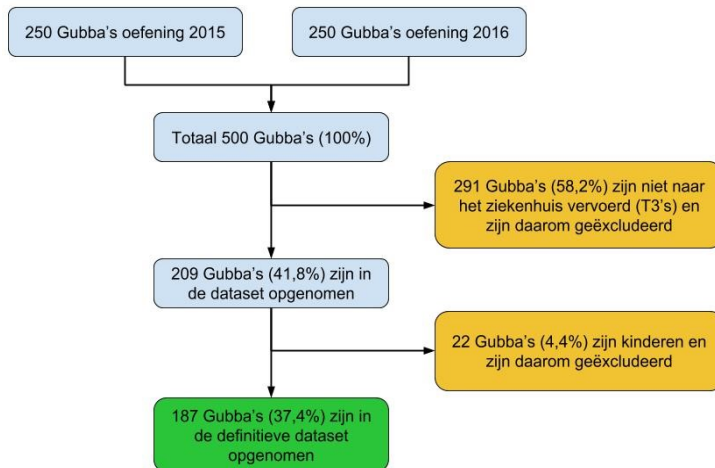 250 Gubba's oefening 2015
250 Gubba's oefening 2016
Totaal 500 Gubba's (100%)
291 Gubba's (58,2%) zijn niet naar
het ziekenhuis vervoerd (T3's) en
zijn daarom geëxcludeerd
209 Gubba's (41,8%) zijn in
de dataset opgenomen
22 Gubba's (4,4%) zijn kinderen en
zijn daarom geëxcludeerd
187 Gubba's (37,4%) zijn in
de definitieve dataset
opgenomen